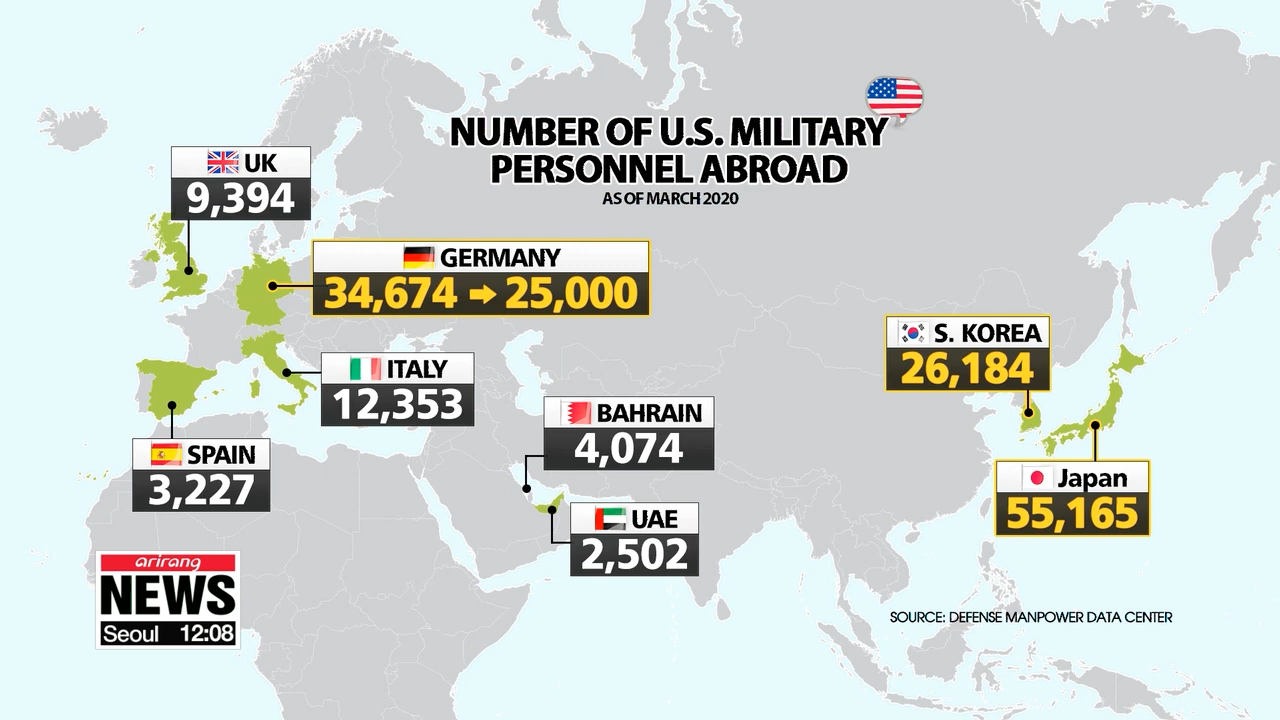 NUMBER OF U.S. MILITARY
PERSONNEL ABROAD
AS OF MARCH 2020
UK
9,394
GERMANY
34,674 ➡ 25,000
ITALY
12,353
SPAIN
3,227
BAHRAIN
4,074
UAE
2,502
S. KOREA
26,184
Japan
55,165
arirang
NEWS
Seoul 12:08
SOURCE: DEFENSE MANPOWER DATA CENTER